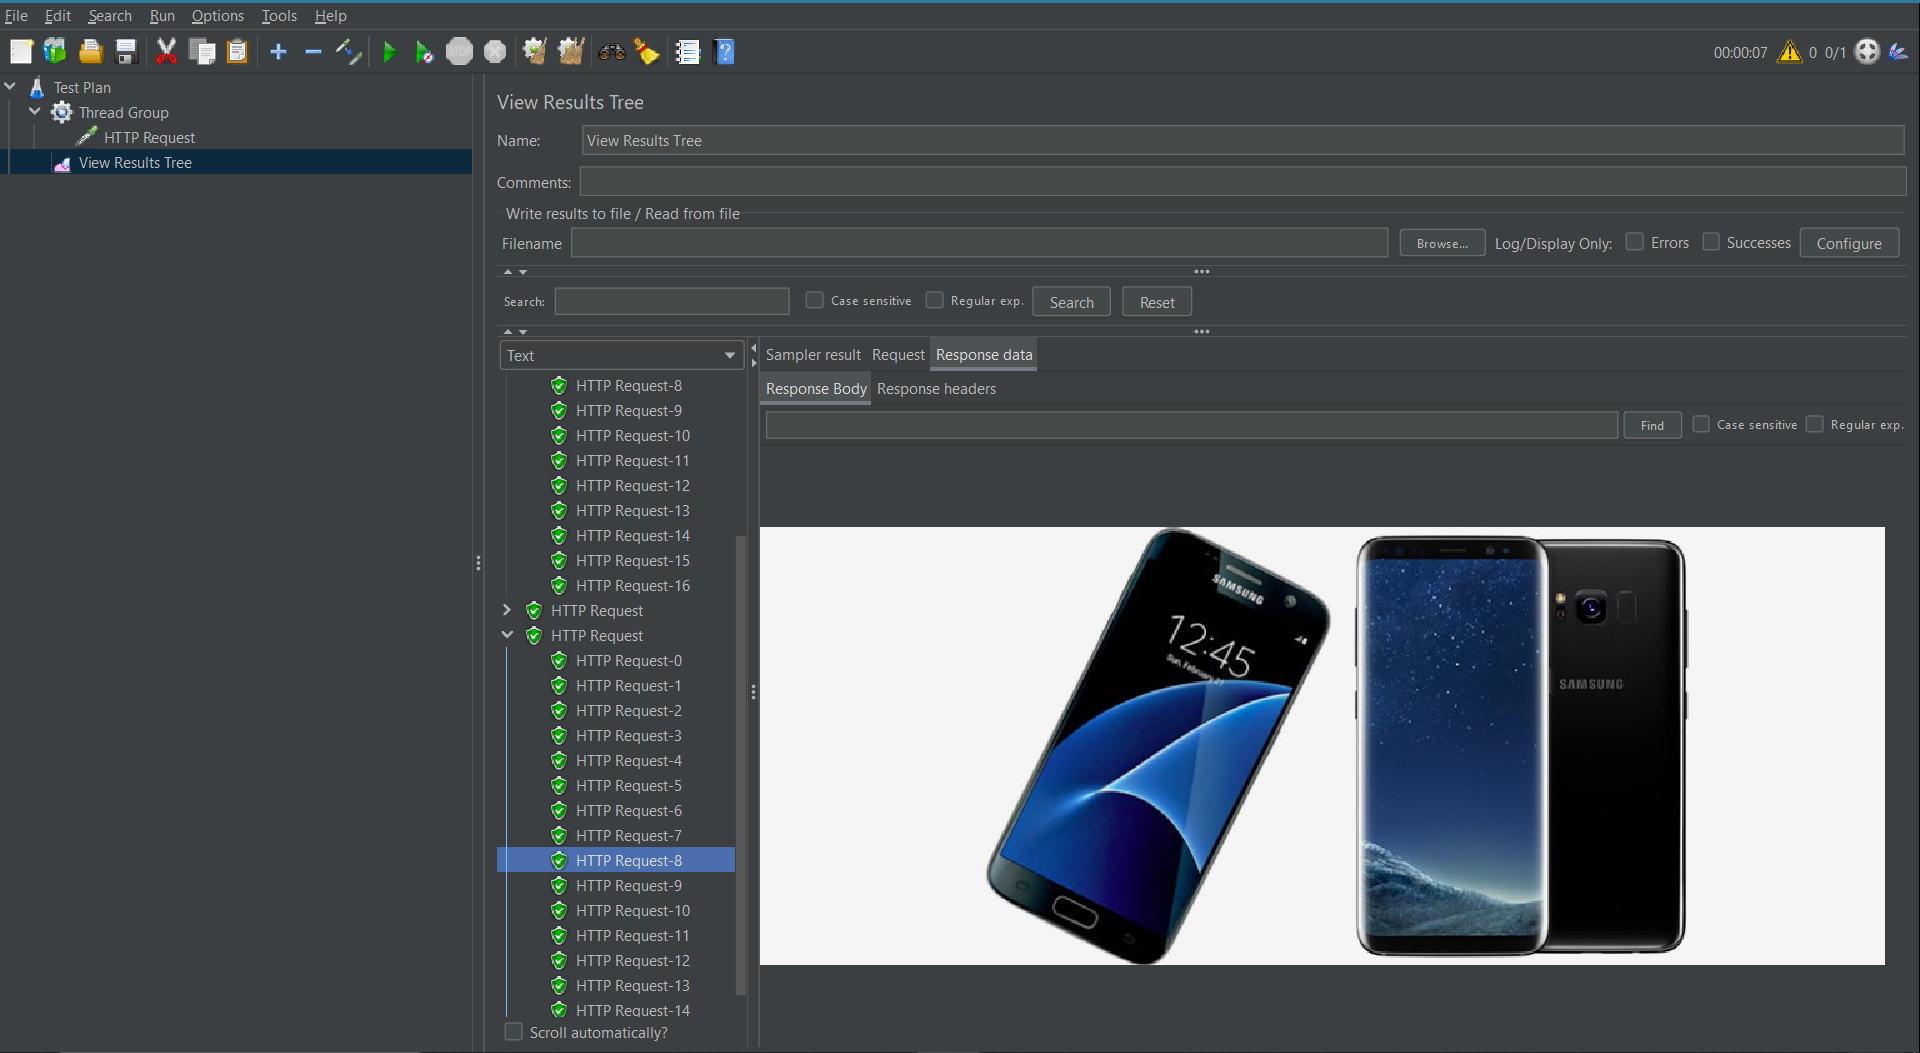 File Edit Search Run Options Tools Help
STOP
00:00:07 0 0/1
Test Plan
Thread Group
HTTP Request
View Results Tree
View Results Tree
Name: View Results Tree
Comments:
Write results to file / Read from file
Filename Browse... Log/Display Only: Errors Successes Configure
Search: Case sensitive Regular exp. Search Reset
Text
HTTP Request-8
HTTP Request-9
HTTP Request-10
HTTP Request-11
HTTP Request-12
HTTP Request-13
HTTP Request-14
HTTP Request-15
HTTP Request-16
HTTP Request
HTTP Request
HTTP Request-0
HTTP Request-1
HTTP Request-2
HTTP Request-3
HTTP Request-4
HTTP Request-5
HTTP Request-6
HTTP Request-7
HTTP Request-8
HTTP Request-9
HTTP Request-10
HTTP Request-11
HTTP Request-12
HTTP Request-13
HTTP Request-14
Scroll automatically?
Sampler result Request Response data
Response Body Response headers
Find Case sensitive Regular exp.
SAMSUNG
12:45
Sun, February 21
SAMSUNG